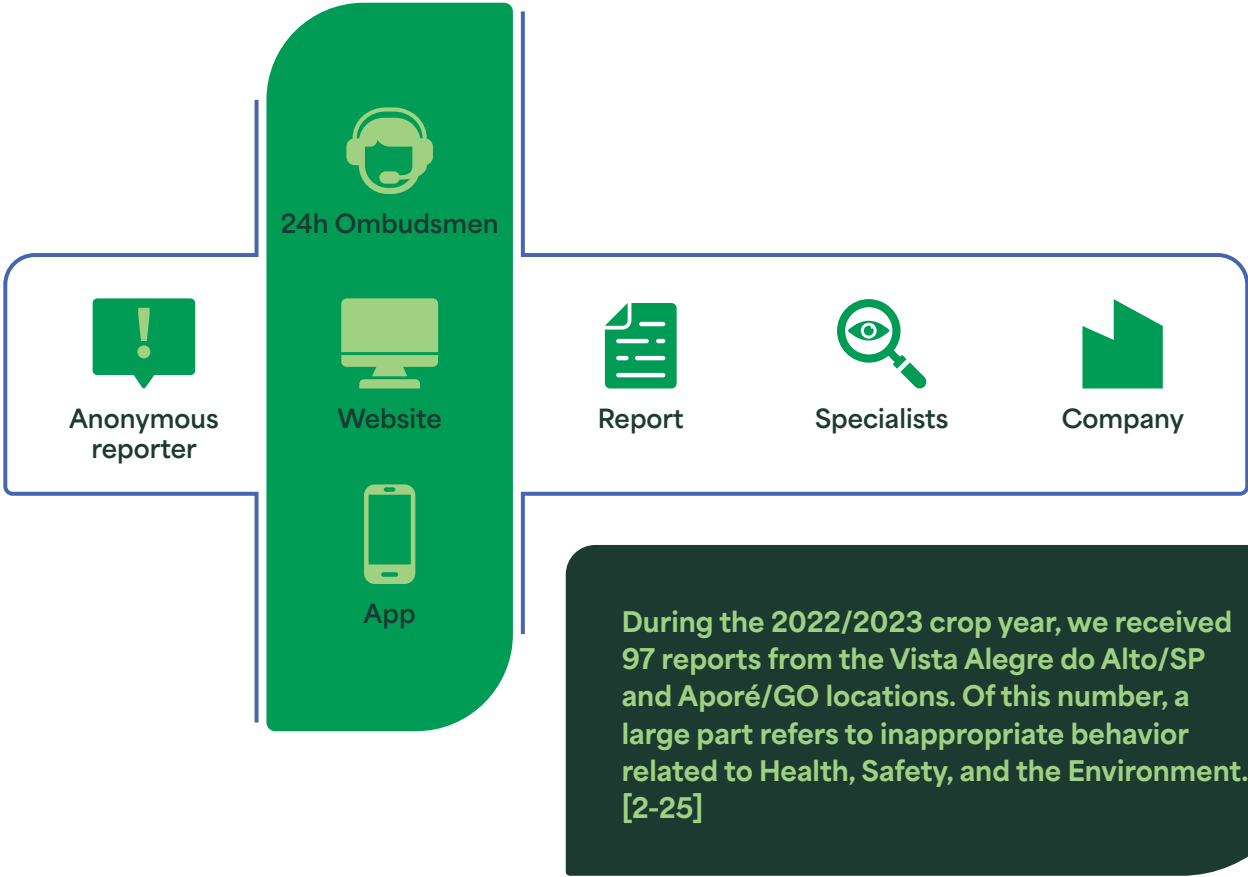 24h Ombudsmen
Anonymous
reporter
Website
App
Report
Specialists
Company
During the 2022/2023 crop year, we received
97 reports from the Vista Alegre do Alto/SP
and Aporé/GO locations. Of this number, a
large part refers to inappropriate behavior
related to Health, Safety, and the Environment.
[2-25]